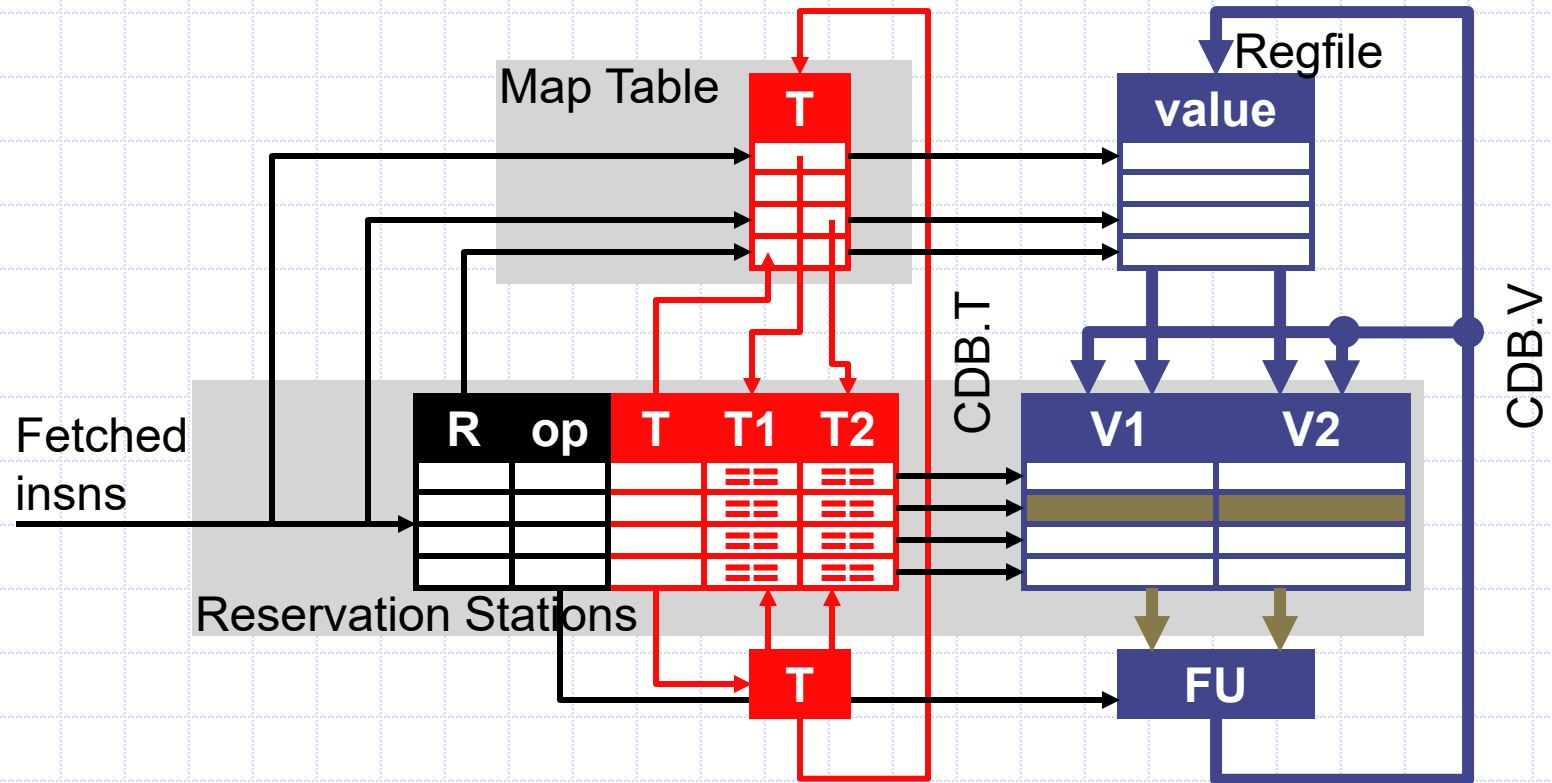 Regfile
Map Table
T
value
CDB.T
CDB.V
Fetched
insns
R op T T1 T2
V1 V2
== ==
== ==
== ==
== ==
Reservation Stations
T
FU